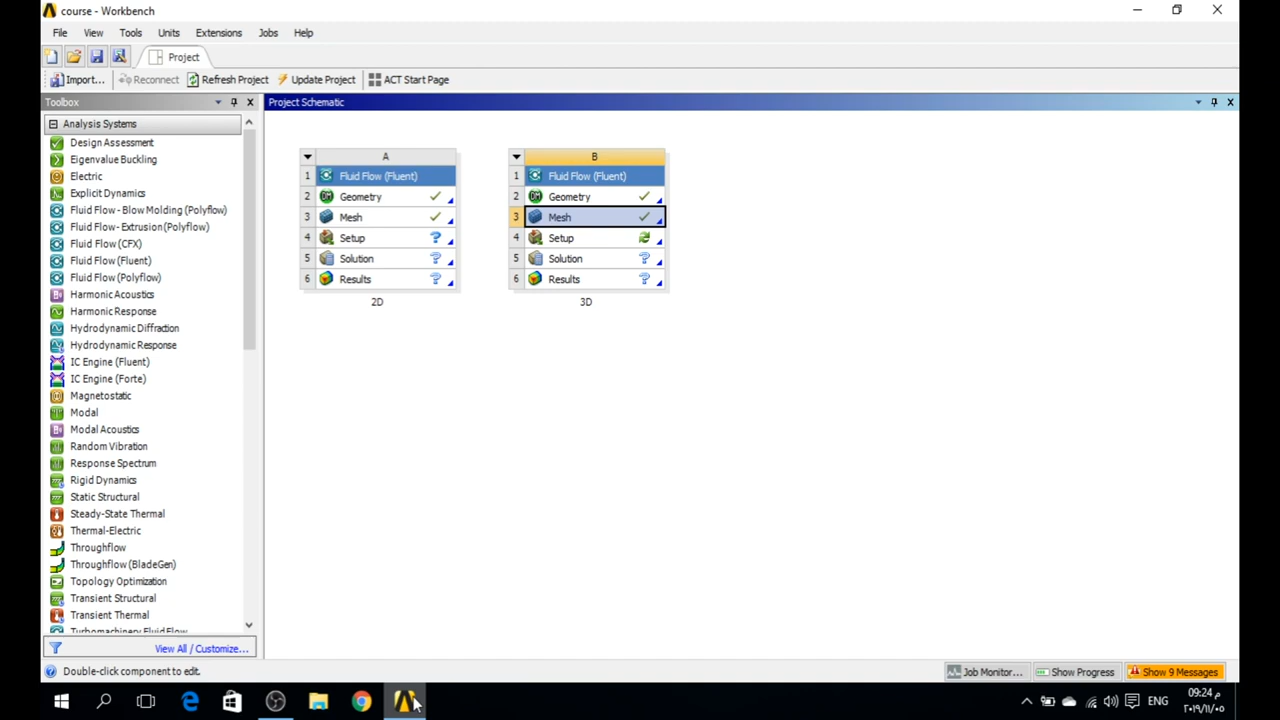 course - Workbench
File View Tools Units Extensions Jobs Help
Project
Import... Reconnect Refresh Project Update Project ACT Start Page
Toolbox
Project Schematic
Analysis Systems
Design Assessment
Eigenvalue Buckling
Electric
Explicit Dynamics
Fluid Flow - Blow Molding (Polyflow)
Fluid Flow - Extrusion (Polyflow)
Fluid Flow (CFX)
Fluid Flow (Fluent)
Fluid Flow (Polyflow)
Harmonic Acoustics
Harmonic Response
Hydrodynamic Diffraction
Hydrodynamic Response
IC Engine (Fluent)
IC Engine (Forte)
Magnetostatic
Modal
Modal Acoustics
Random Vibration
Response Spectrum
Rigid Dynamics
Static Structural
Steady-State Thermal
Thermal-Electric
Throughflow
Throughflow (BladeGen)
Topology Optimization
Transient Structural
Transient Thermal
Turbomachinery Fluid Flow
View All / Customize...
A
1 Fluid Flow (Fluent)
2 Geometry
3 Mesh
4 Setup
5 Solution
6 Results
2D
B
1 Fluid Flow (Fluent)
2 Geometry
3 Mesh
4 Setup
5 Solution
6 Results
3D
Double-click component to edit.
Job Monitor... Show Progress Show 9 Messages
ENG
09:24 م
٢٠١٩/١١/٠٥